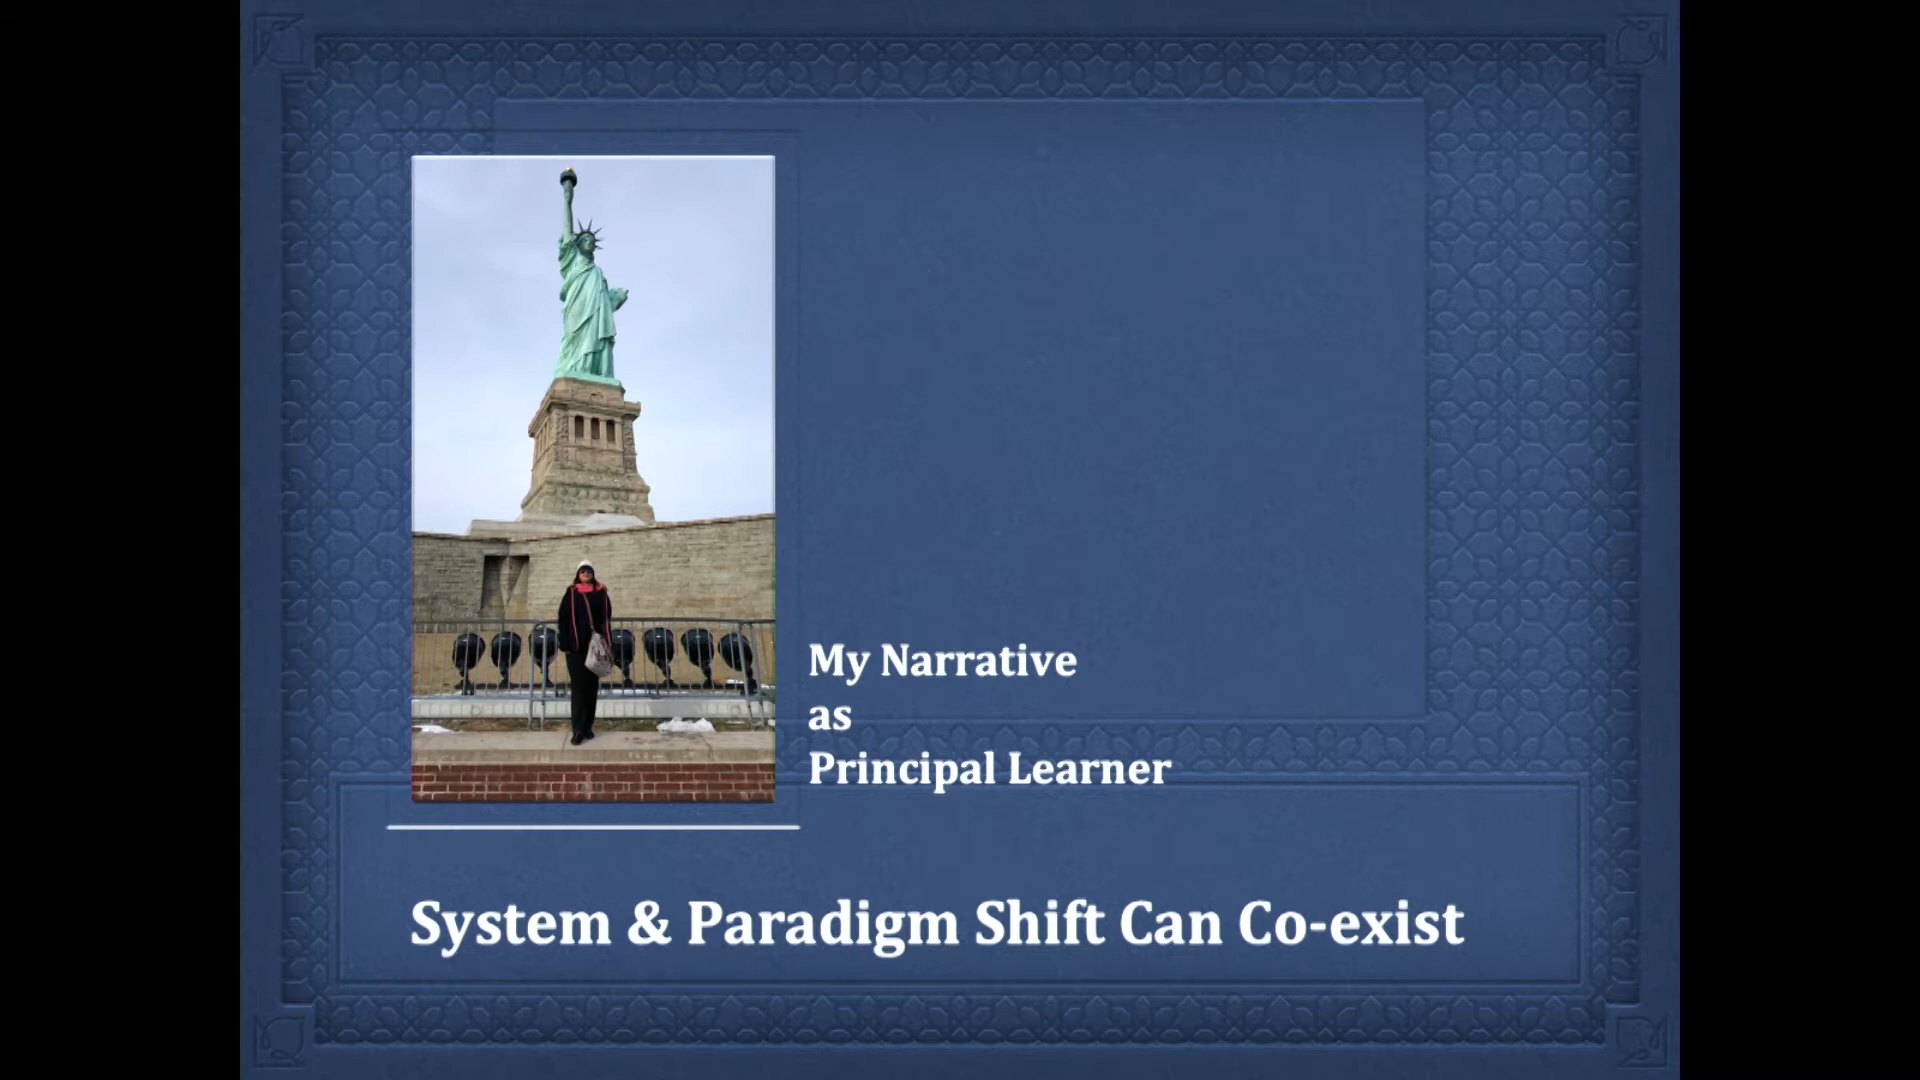 My Narrative
as
Principal Learner
System & Paradigm Shift Can Co-exist